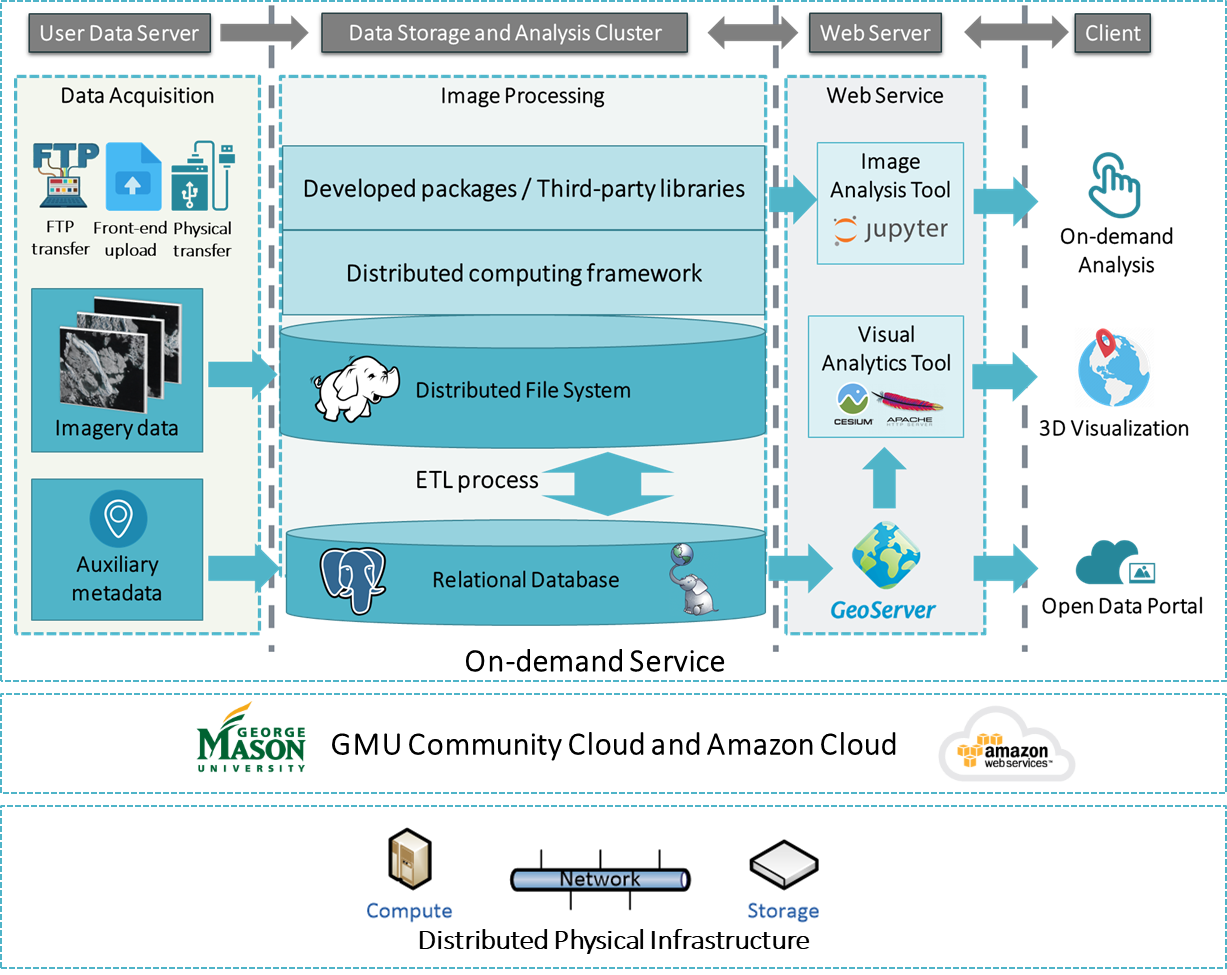 User Data Server
Data Storage and Analysis Cluster
Web Server
Client
Data Acquisition
FTP
FTP
transfer
Front-end
upload
Physical
transfer
Imagery data
Auxiliary
metadata
Image Processing
Developed packages / Third-party libraries
Distributed computing framework
Distributed File System
ETL process
Relational Database
Web Service
Image
Analysis Tool
jupyter
Visual
Analytics Tool
CESIUM
APACHE
HTTP SERVER
GeoServer
On-demand
Analysis
3D Visualization
Open Data Portal
On-demand Service
GEORGE
MASON
UNIVERSITY
GMU Community Cloud and Amazon Cloud
amazon
web services™
Network
Compute
Storage
Distributed Physical Infrastructure